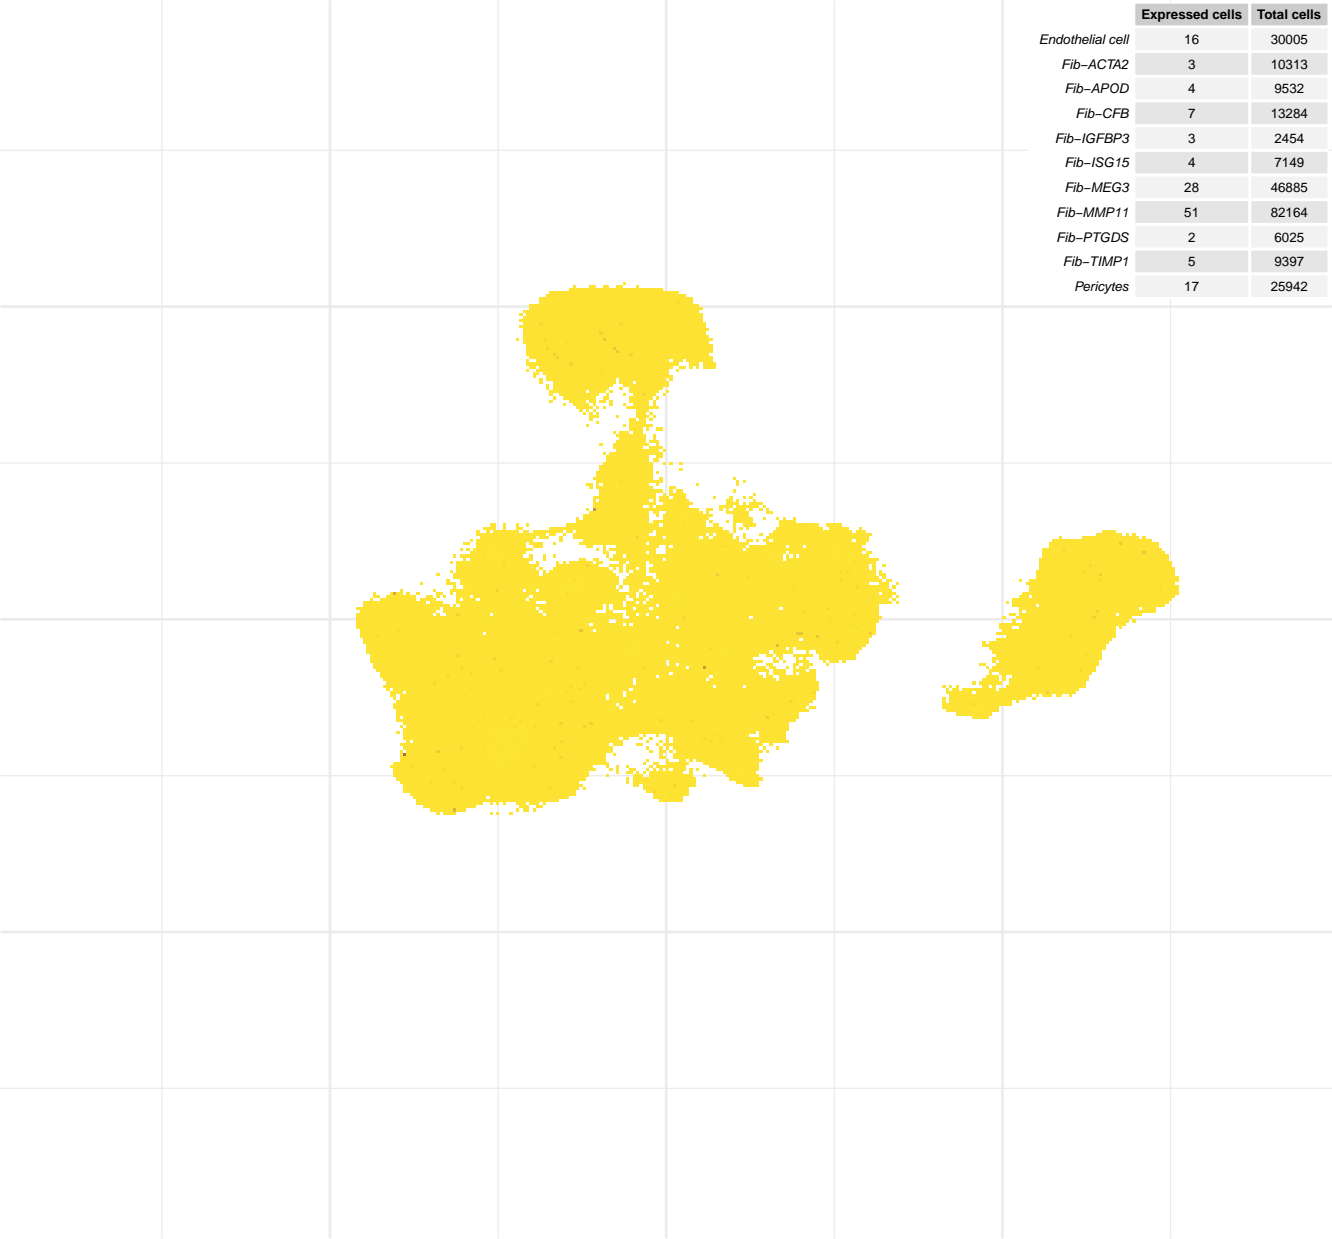 Expressed cells Total cells
Endothelial cell 16 30005
Fib−ACTA2 3 10313
Fib−APOD 4 9532
Fib−CFB 7 13284
Fib−IGFBP3 3 2454
Fib−ISG15 4 7149
Fib−MEG3 28 46885
Fib−MMP11 51 82164
Fib−PTGDS 2 6025
Fib−TIMP1 5 9397
Pericytes 17 25942